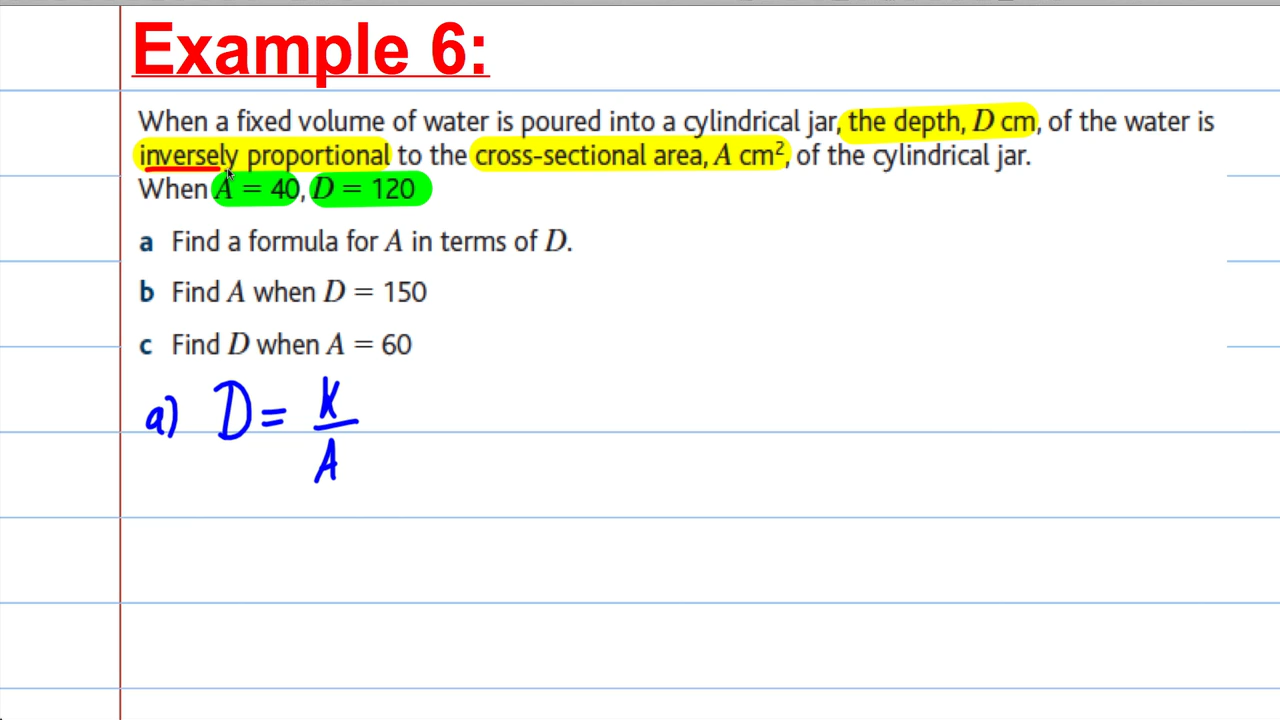 Example 6:
When a fixed volume of water is poured into a cylindrical jar, the depth, D cm, of the water is
inversely proportional to the cross-sectional area, A cm², of the cylindrical jar.
When A = 40, D = 120
a Find a formula for A in terms of D.
b Find A when D = 150
c Find D when A = 60
a) D = K
A